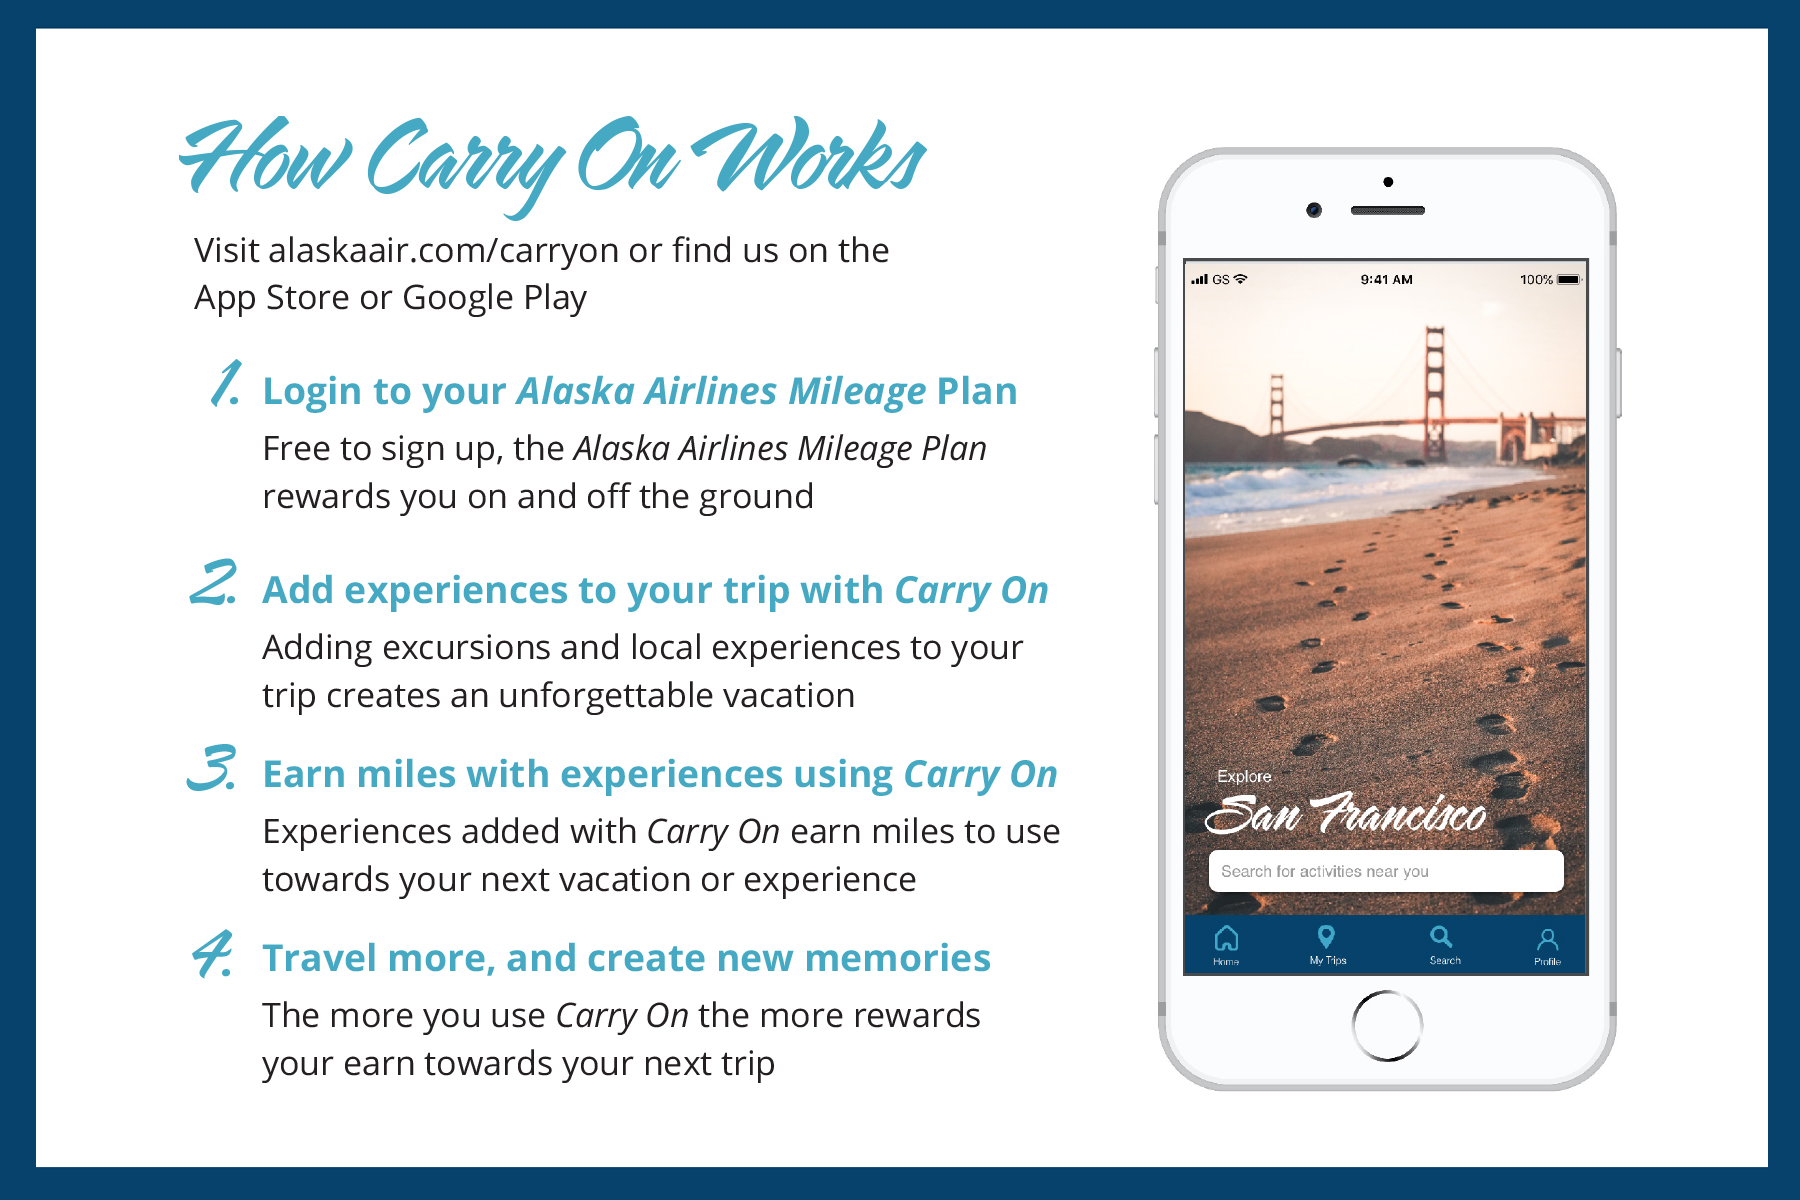 How Carry On Works
Visit alaskaair.com/carryon or find us on the
App Store or Google Play
1. Login to your Alaska Airlines Mileage Plan
Free to sign up, the Alaska Airlines Mileage Plan
rewards you on and off the ground
2. Add experiences to your trip with Carry On
Adding excursions and local experiences to your
trip creates an unforgettable vacation
3. Earn miles with experiences using Carry On
Experiences added with Carry On earn miles to use
towards your next vacation or experience
4. Travel more, and create new memories
The more you use Carry On the more rewards
your earn towards your next trip
GS 9:41 AM 100%
Explore
San Francisco
Search for activities near you
Home My Trips Search Profile